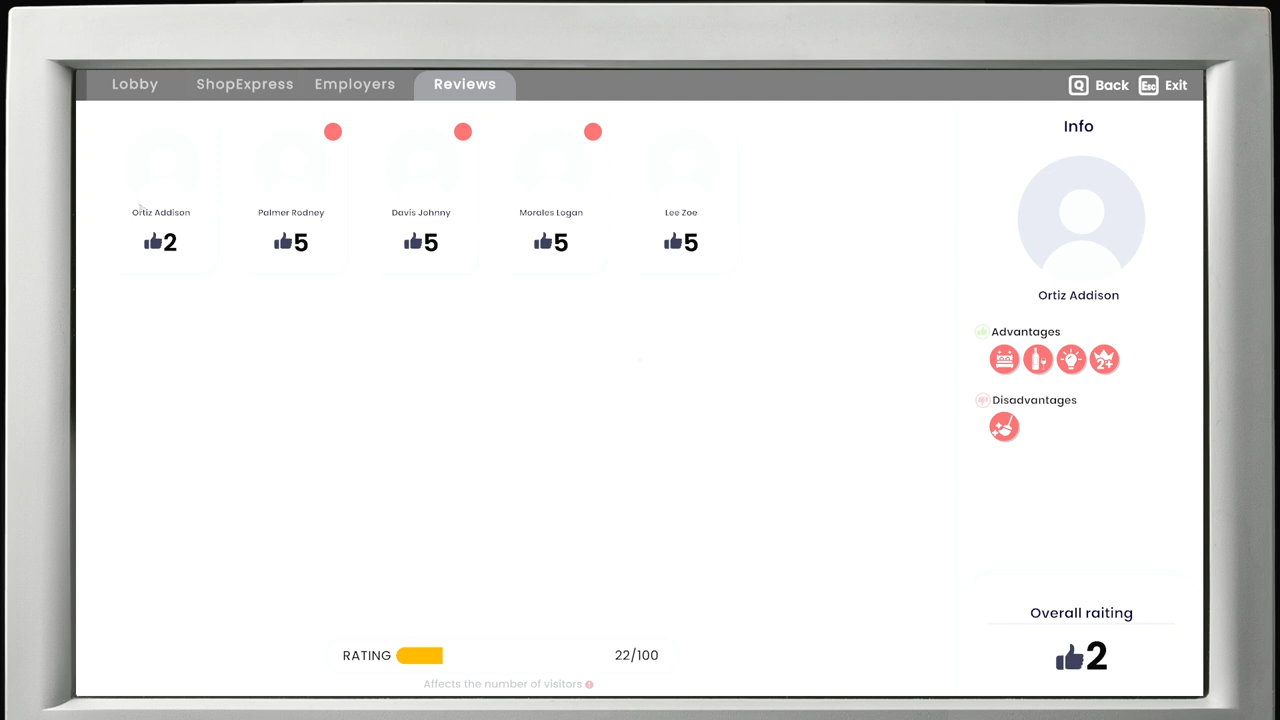 Lobby ShopExpress Employers Reviews Q Back Esc Exit
Ortiz Addison Palmer Rodney Davis Johnny Morales Logan Lee Zoe
2 5 5 5 5
Info
Ortiz Addison
Advantages
2+
Disadvantages
Overall raiting
2
RATING 22/100
Affects the number of visitors